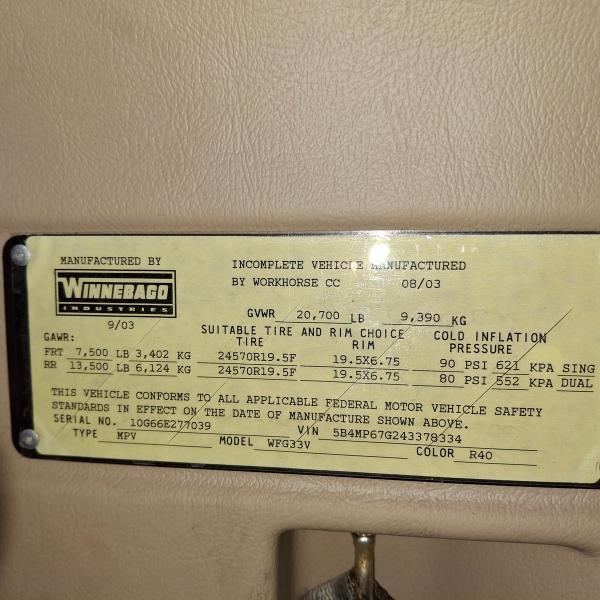 MANUFACTURED BY
WINNEBAGO
INDUSTRIES
9/03
INCOMPLETE VEHICLE MANUFACTURED
BY WORKHORSE CC 08/03
GVWR 20,700 LB 9,390 KG
GAWR: SUITABLE TIRE AND RIM CHOICE COLD INFLATION
TIRE RIM PRESSURE
FRT 7,500 LB 3,402 KG 24570R19.5F 19.5X6.75 90 PSI 621 KPA SING
RR 13,500 LB 6,124 KG 24570R19.5F 19.5X6.75 80 PSI 552 KPA DUAL
THIS VEHICLE CONFORMS TO ALL APPLICABLE FEDERAL MOTOR VEHICLE SAFETY
STANDARDS IN EFFECT ON THE DATE OF MANUFACTURE SHOWN ABOVE.
SERIAL NO. 10G66E277039 VIN 5B4MP67G243378334
TYPE MPV MODEL WFG33V COLOR R40